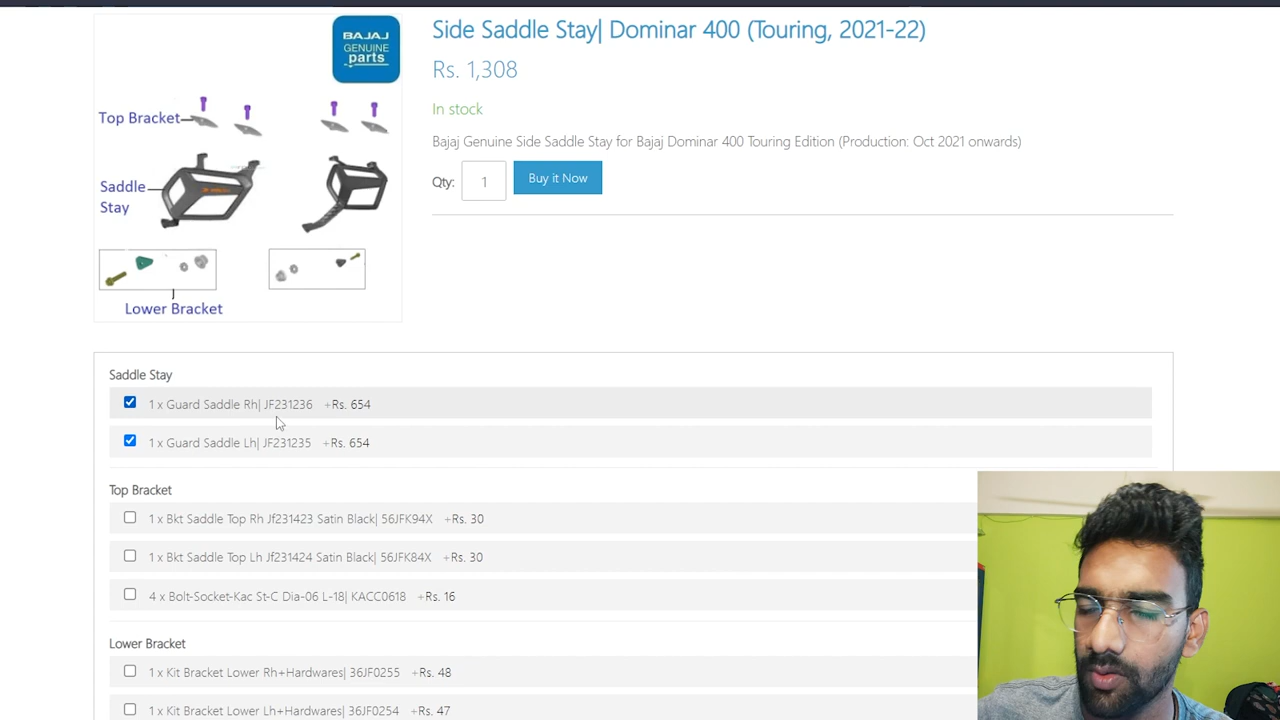 Side Saddle Stay| Dominar 400 (Touring, 2021-22)
BAJAJ
GENUINE
parts
Rs. 1,308
In stock
Top Bracket
Bajaj Genuine Side Saddle Stay for Bajaj Dominar 400 Touring Edition (Production: Oct 2021 onwards)
Qty: 1 Buy it Now
Saddle
Stay
Lower Bracket
Saddle Stay
1 x Guard Saddle Rh| JF231236 +Rs. 654
1 x Guard Saddle Lh| JF231235 +Rs. 654
Top Bracket
1 x Bkt Saddle Top Rh Jf231423 Satin Black| 56JFK94X +Rs. 30
1 x Bkt Saddle Top Lh Jf231424 Satin Black| 56JFK84X +Rs. 30
4 x Bolt-Socket-Kac St-C Dia-06 L-18| KACC0618 +Rs. 16
Lower Bracket
1 x Kit Bracket Lower Rh+Hardwares| 36JF0255 +Rs. 48
1 x Kit Bracket Lower Lh+Hardwares| 36JF0254 +Rs. 47